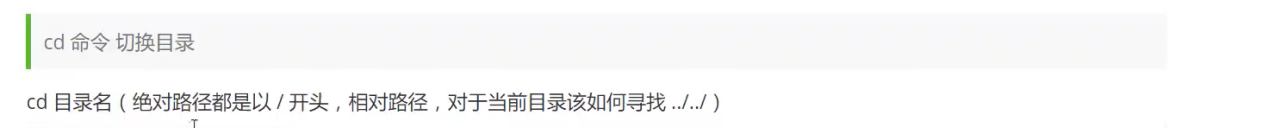 cd 命令 切换目录
cd 目录名（绝对路径都是以 / 开头，相对路径，对于当前目录该如何寻找 ../../）